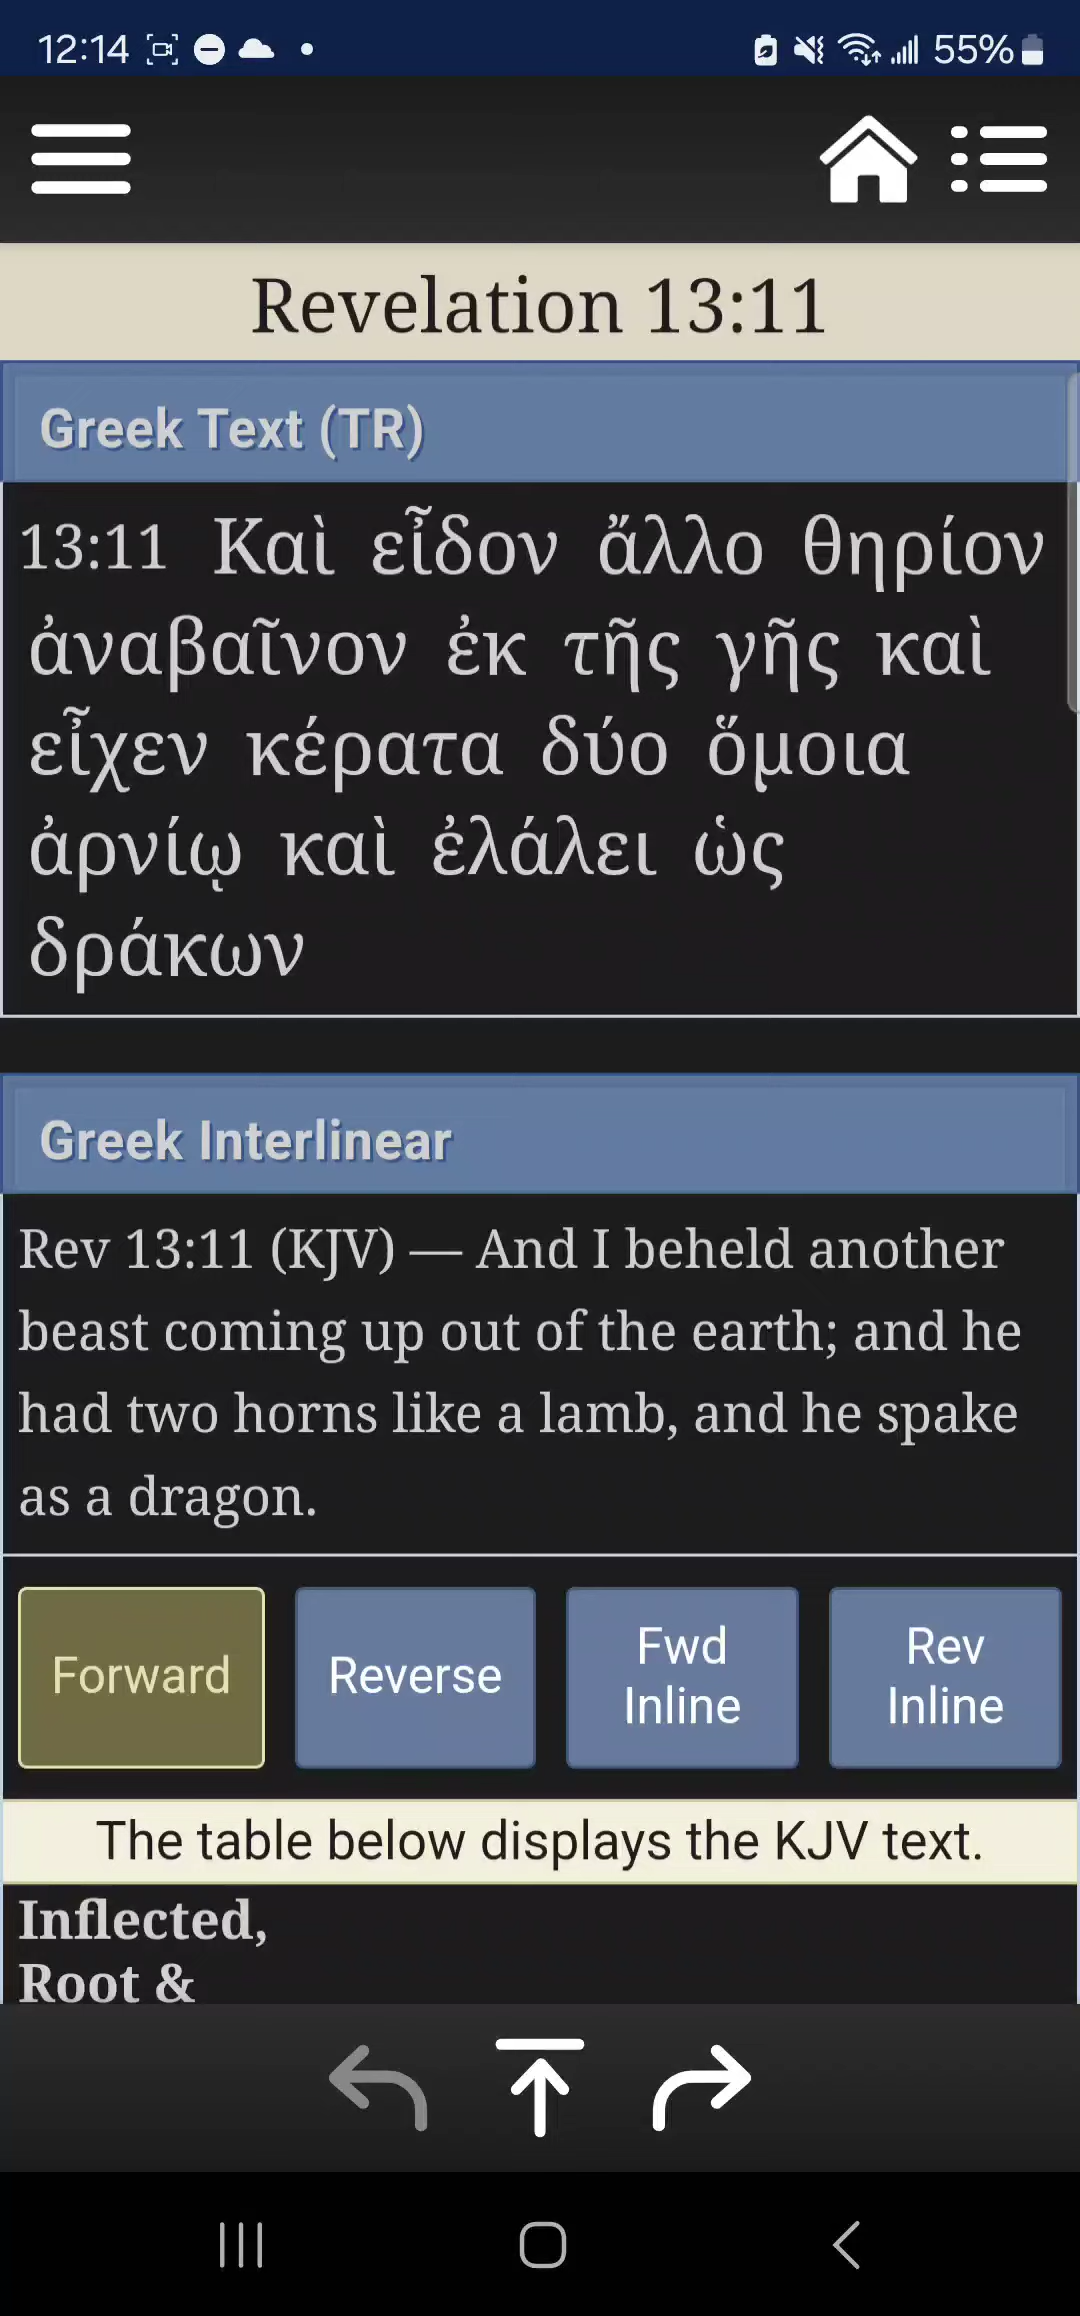 12:14 55%
Revelation 13:11
Greek Text (TR)
13:11 Καὶ εἶδον ἄλλο θηρίον
ἀναβαῖνον ἐκ τῆς γῆς καὶ
εἶχεν κέρατα δύο ὅμοια
ἀρνίῳ καὶ ἐλάλει ὡς
δράκων
Greek Interlinear
Rev 13:11 (KJV) — And I beheld another
beast coming up out of the earth; and he
had two horns like a lamb, and he spake
as a dragon.
Forward Reverse Fwd Inline Rev Inline
The table below displays the KJV text.
Inflected,
Root &